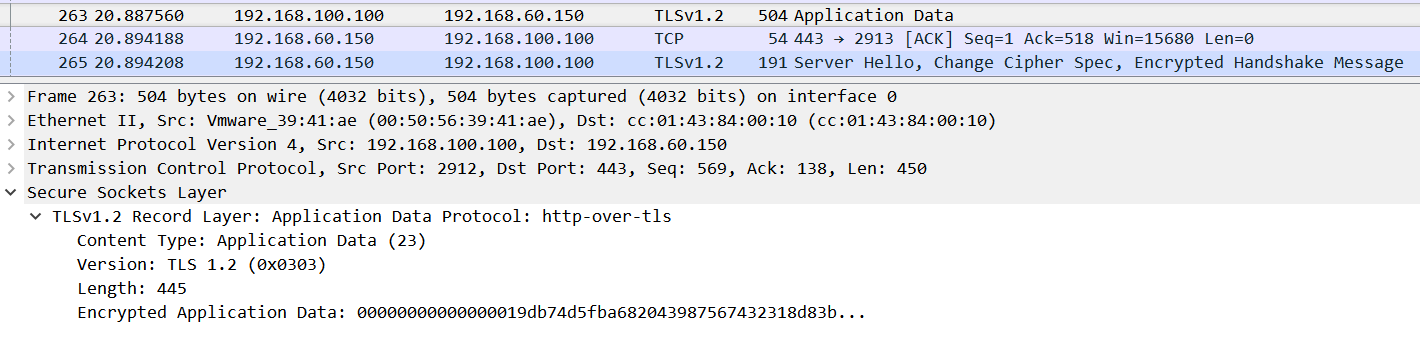 263 20.887560 192.168.100.100 192.168.60.150 TLSv1.2 504 Application Data
264 20.894188 192.168.60.150 192.168.100.100 TCP 54 443 → 2913 [ACK] Seq=1 Ack=518 Win=15680 Len=0
265 20.894208 192.168.60.150 192.168.100.100 TLSv1.2 191 Server Hello, Change Cipher Spec, Encrypted Handshake Message
Frame 263: 504 bytes on wire (4032 bits), 504 bytes captured (4032 bits) on interface 0
Ethernet II, Src: Vmware_39:41:ae (00:50:56:39:41:ae), Dst: cc:01:43:84:00:10 (cc:01:43:84:00:10)
Internet Protocol Version 4, Src: 192.168.100.100, Dst: 192.168.60.150
Transmission Control Protocol, Src Port: 2912, Dst Port: 443, Seq: 569, Ack: 138, Len: 450
Secure Sockets Layer
TLSv1.2 Record Layer: Application Data Protocol: http-over-tls
Content Type: Application Data (23)
Version: TLS 1.2 (0x0303)
Length: 445
Encrypted Application Data: 00000000000000019db74d5fba682043987567432318d83b...